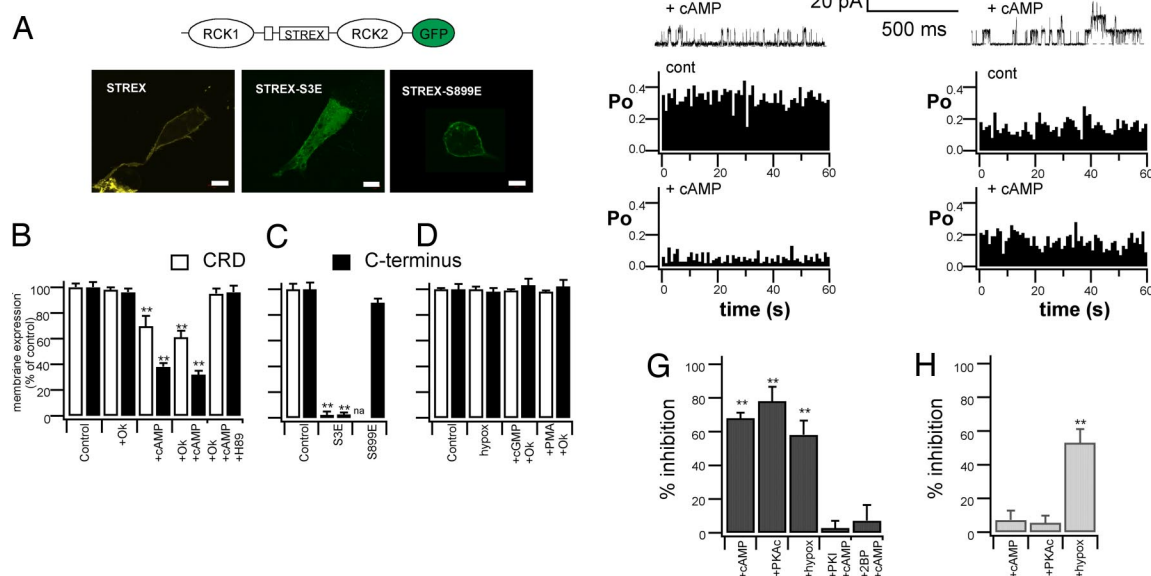 A
RCK1
STREX
RCK2
GFP
STREX
STREX-S3E
STREX-S899E
B
C
D
CRD
C-terminus
membrane expression
(% of control)
100
80
60
40
20
0
Control
+Ok
+cAMP
+Ok
+cAMP
+Ok
+cAMP
+H89
** ** ** **
Control
S3E
S899E
** ** na
Control
hypox
+cGMP
+Ok
+PMA
+Ok
+ cAMP
20 pA
500 ms
+ cAMP
cont
Po
0.4
0.2
0.0
0 20 40 60
+ cAMP
Po
0.4
0.2
0.0
0 20 40 60
time (s)
cont
Po
0.4
0.2
0.0
0 20 40 60
+ cAMP
Po
0.4
0.2
0.0
0 20 40 60
time (s)
G
% inhibition
100
80
60
40
20
0
** ** **
+cAMP
+PKAc
+hypox
+PKI
+cAMP
+2BP
+cAMP
H
% inhibition
100
80
60
40
20
0
**
+cAMP
+PKAc
+hypox